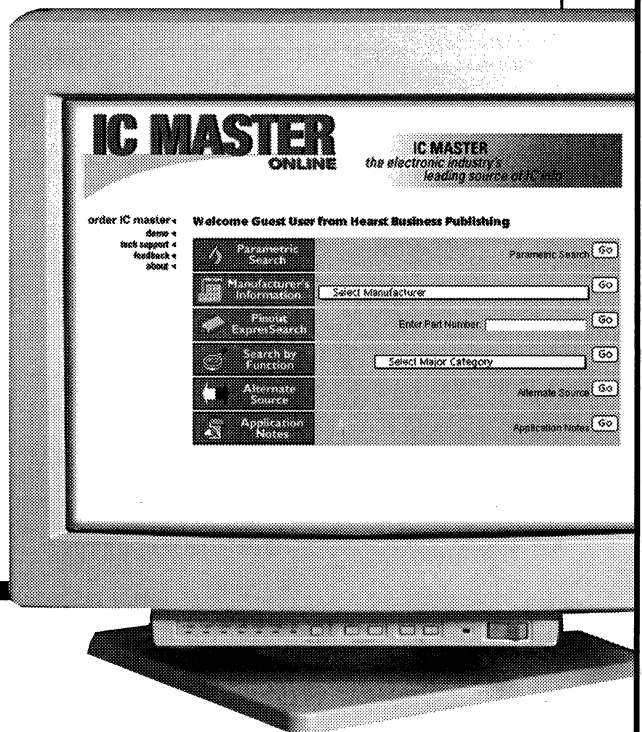 IC MASTER
ONLINE
IC MASTER
the electronic industry's
leading source of IC info
order IC master
demo
tech support
feedback
about
Welcome Guest User from Hearst Business Publishing
Parametric
Search
Parametric Search
Go
Manufacturer's
Information
Select Manufacturer
Go
Pinout
ExpresSearch
Enter Part Number:
Go
Search by
Function
Select Major Category
Go
Alternate
Source
Alternate Source
Go
Application
Notes
Application Notes
Go